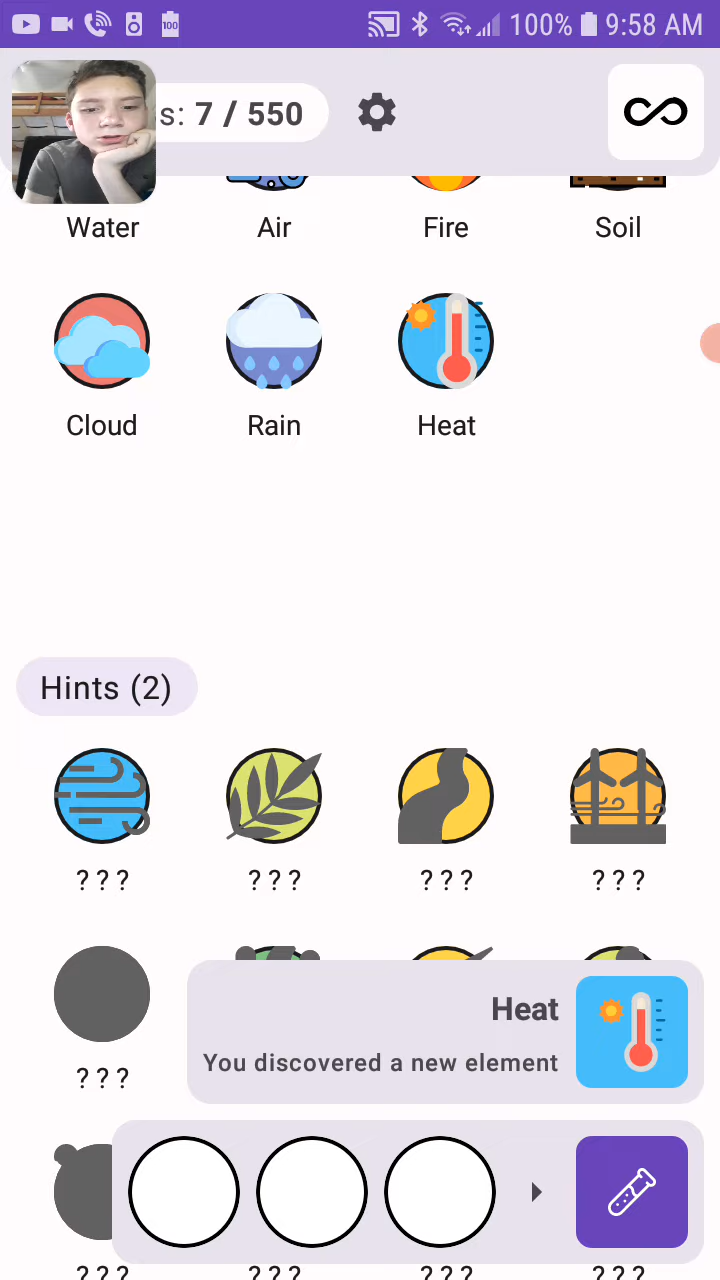 100 100% 9:58 AM
s: 7 / 550
Water Air Fire Soil
Cloud Rain Heat
Hints (2)
? ? ? ? ? ? ? ? ? ? ? ?
Heat
You discovered a new element
? ? ?
? ? ? ? ? ? ? ? ? ? ? ?